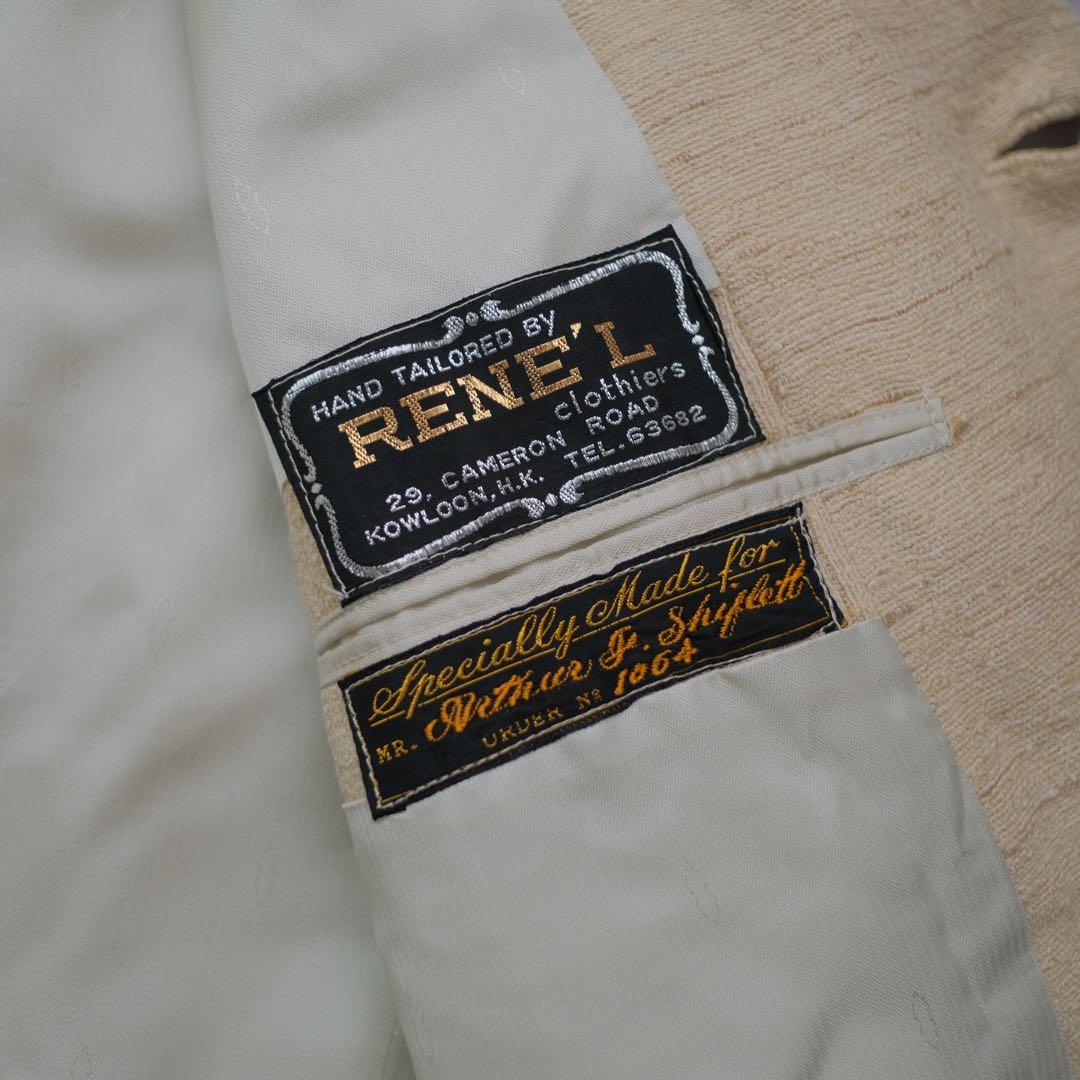 HAND TAILORED BY
RENE'L
clothiers
29, CAMERON ROAD
KOWLOON, H.K. TEL. 63682
Specially Made for
MR. Arthur F. Shiflett
ORDER Nº 1064